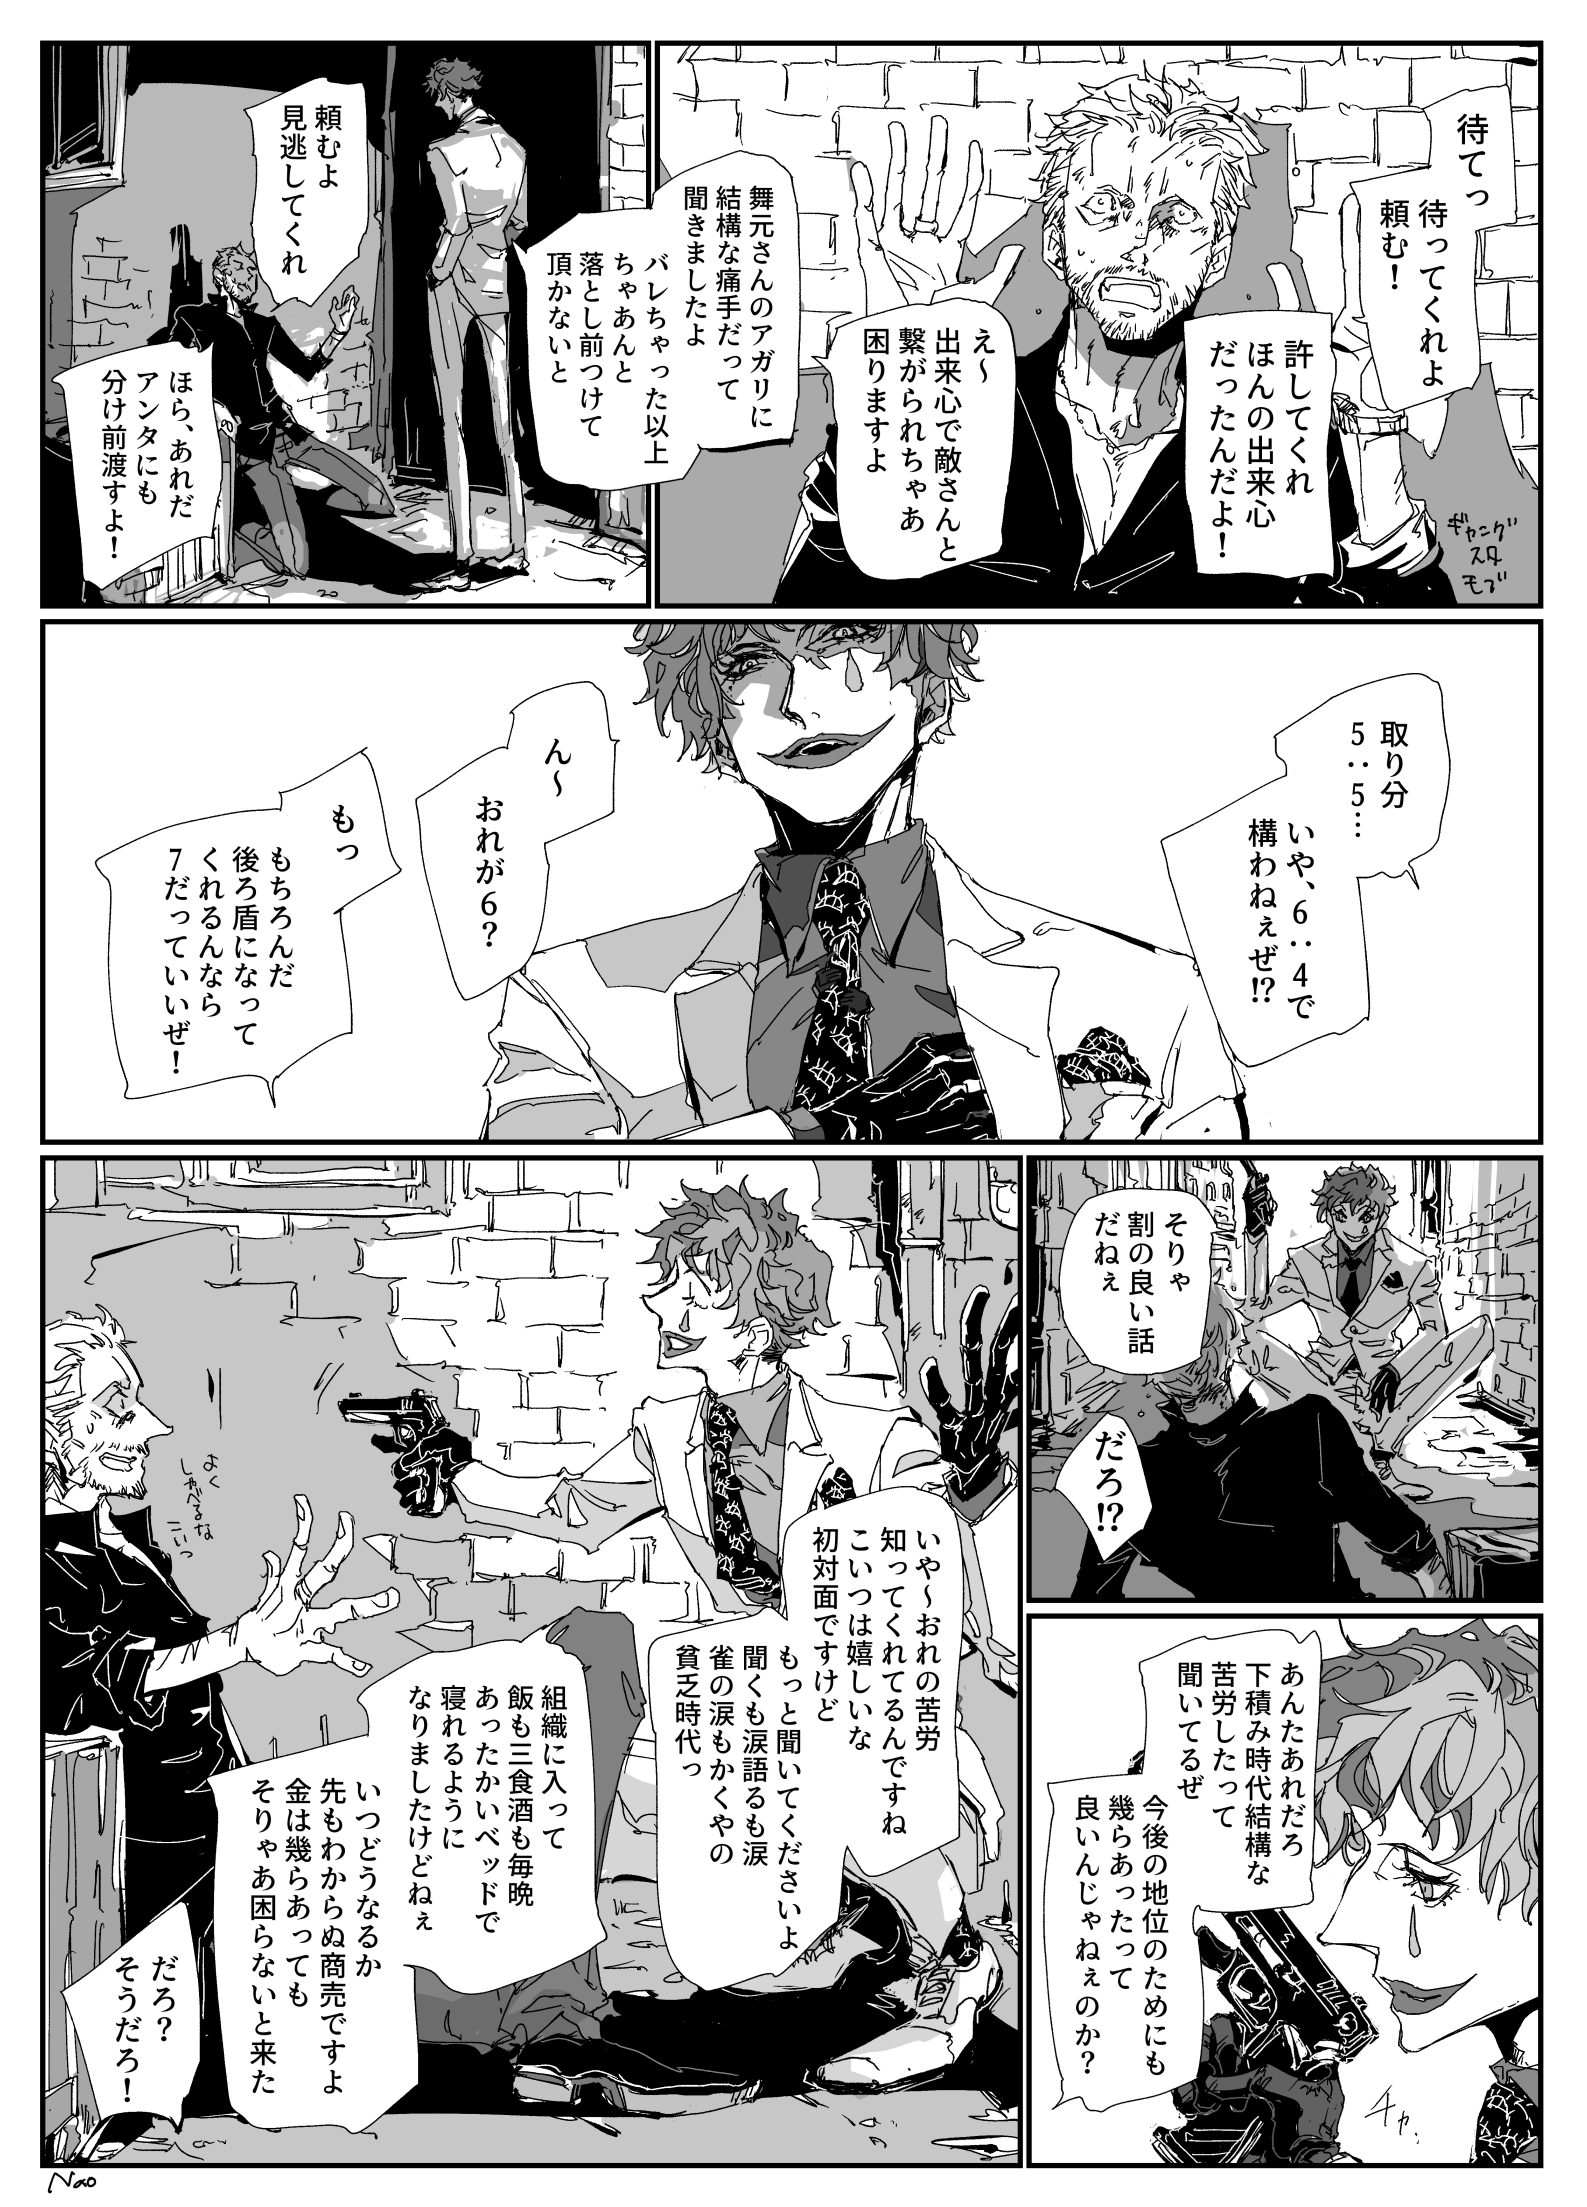 待てっ
待ってくれよ
頼む！
許してくれ
ほんの出来心
だったんだよ！
え〜
出来心で敵さんと
繋がられちゃあ
困りますよ
ギャング
スタ
モブ
舞元さんのアガリに
結構な痛手だって
聞きましたよ
バレちゃった以上
ちゃあんと
落とし前つけて
頂かないと
頼むよ
見逃してくれ
ほら、あれだ
アンタにも
分け前渡すよ！
取り分
5：5…
いや、6：4で
構わねぇぜ!?
ん〜
おれが6？
もっ
もちろんだ
後ろ盾になって
くれるんなら
7だっていいぜ！
そりゃ
割の良い話
だねぇ
だろ!?
あんたあれだろ
下積み時代結構な
苦労したって
聞いてるぜ
今後の地位のためにも
幾らあったって
良いんじゃねぇのか？
チャ
いや〜おれの苦労
知ってくれてるんですね
こいつは嬉しいな
初対面ですけど
もっと聞いてくださいよ
聞くも涙語るも涙
雀の涙もかくやの
貧乏時代っ
よく
しゃべるな
こいつ
組織に入って
飯も三食酒も毎晩
あったかいベッドで
寝れるように
なりましたけどねぇ
いつどうなるか
先もわからぬ商売ですよ
金は幾らあっても
そりゃあ困らないと来た
だろ？
そうだろ！
Nao